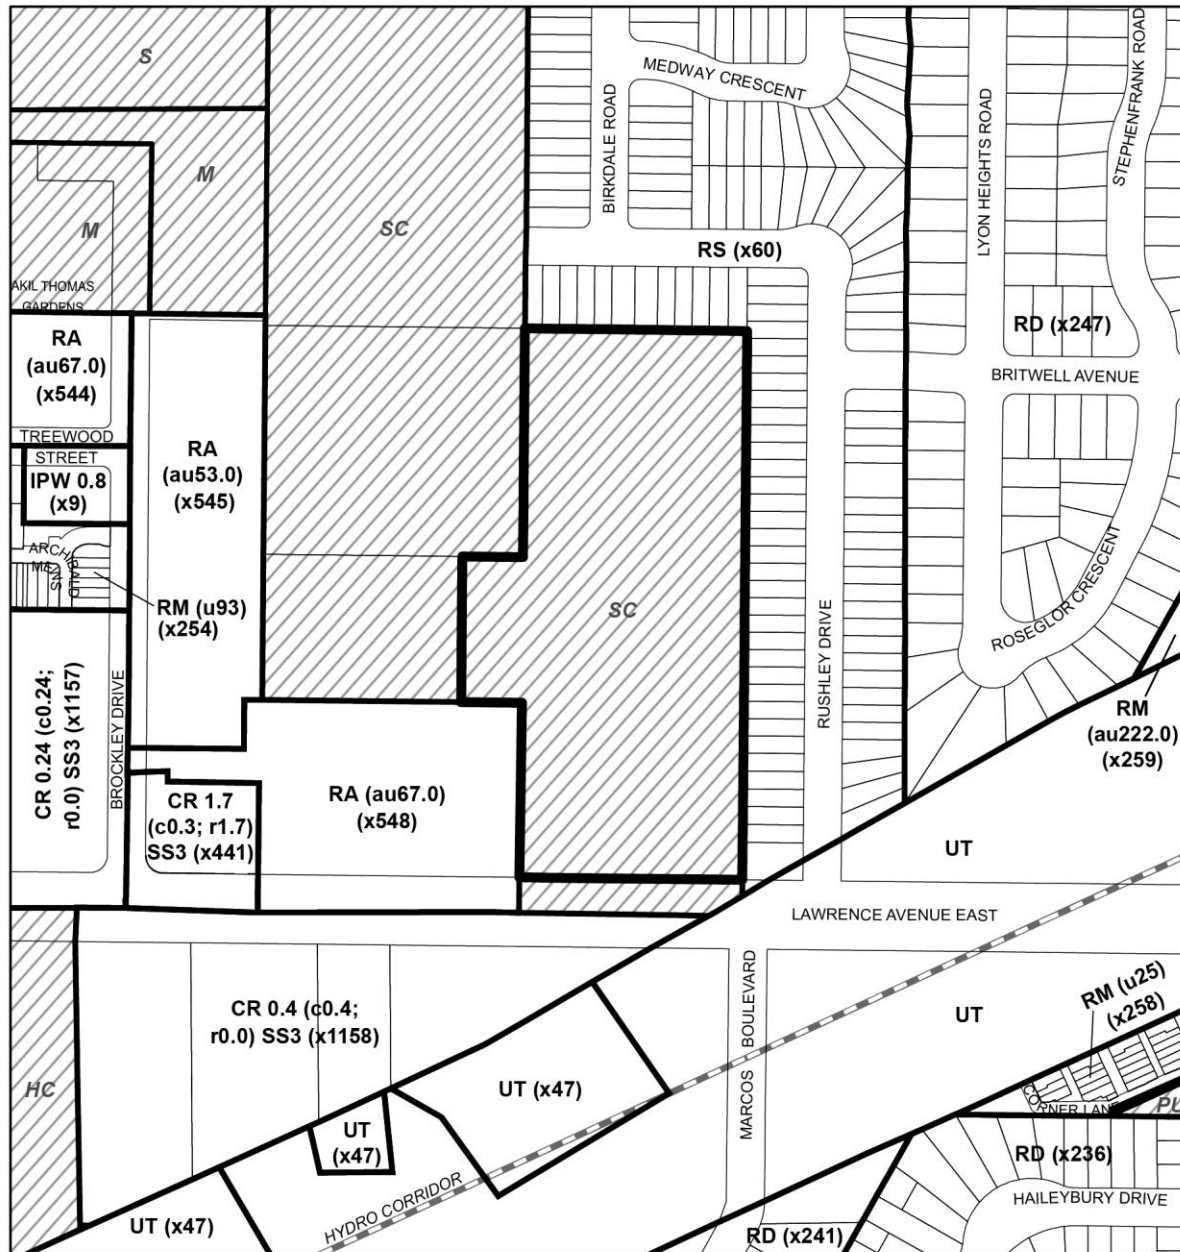 S
MEDWAY CRESCENT
STEPHENFRANK ROAD
BIRKDALE ROAD
LYON HEIGHTS ROAD
M
M
SC
RS (x60)
AKIL THOMAS
GARDENS
RA
(au67.0)
(x544)
RD (x247)
BRITWELL AVENUE
TREEWOOD
STREET
RA
(au53.0)
(x545)
IPW 0.8
(x9)
ARCHIBALD
MEWS
RM (u93)
(x254)
SC
ROSEGLOR CRESCENT
RUSHLEY DRIVE
CR 0.24 (c0.24;
r0.0) SS3 (x1157)
BROCKLEY DRIVE
RM
(au222.0)
(x259)
CR 1.7
(c0.3; r1.7)
SS3 (x441)
RA (au67.0)
(x548)
UT
LAWRENCE AVENUE EAST
MARCOS BOULEVARD
CR 0.4 (c0.4;
r0.0) SS3 (x1158)
UT
RM (u25)
(x258)
HC
UT (x47)
CORNER LANE
PU
UT
(x47)
RD (x236)
HYDRO CORRIDOR
HAILEYBURY DRIVE
UT (x47)
RD (x241)